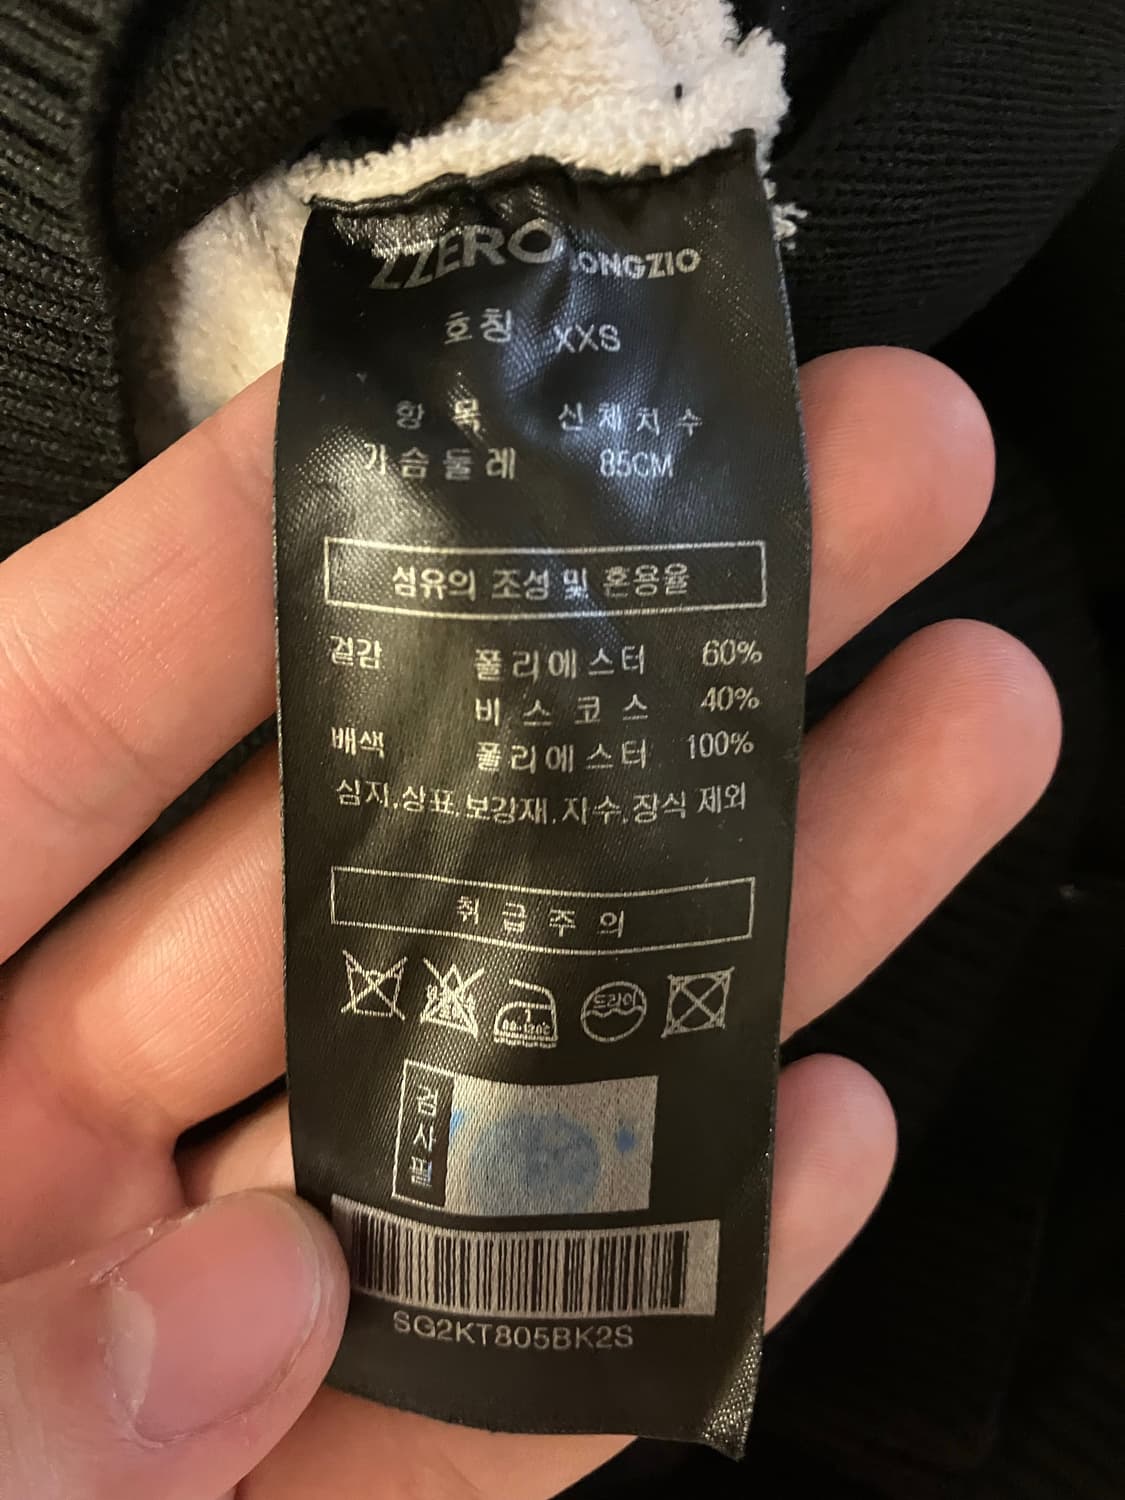 ZZERO SONGZIO
호칭 XXS
항목 신체치수
가슴둘레 85CM
섬유의 조성 및 혼용율
겉감 폴리에스터 60%
비스코스 40%
배색 폴리에스터 100%
심지,상표,보강재,자수,장식 제외
취급주의
드라이
검사필
SG2KT805BK2S